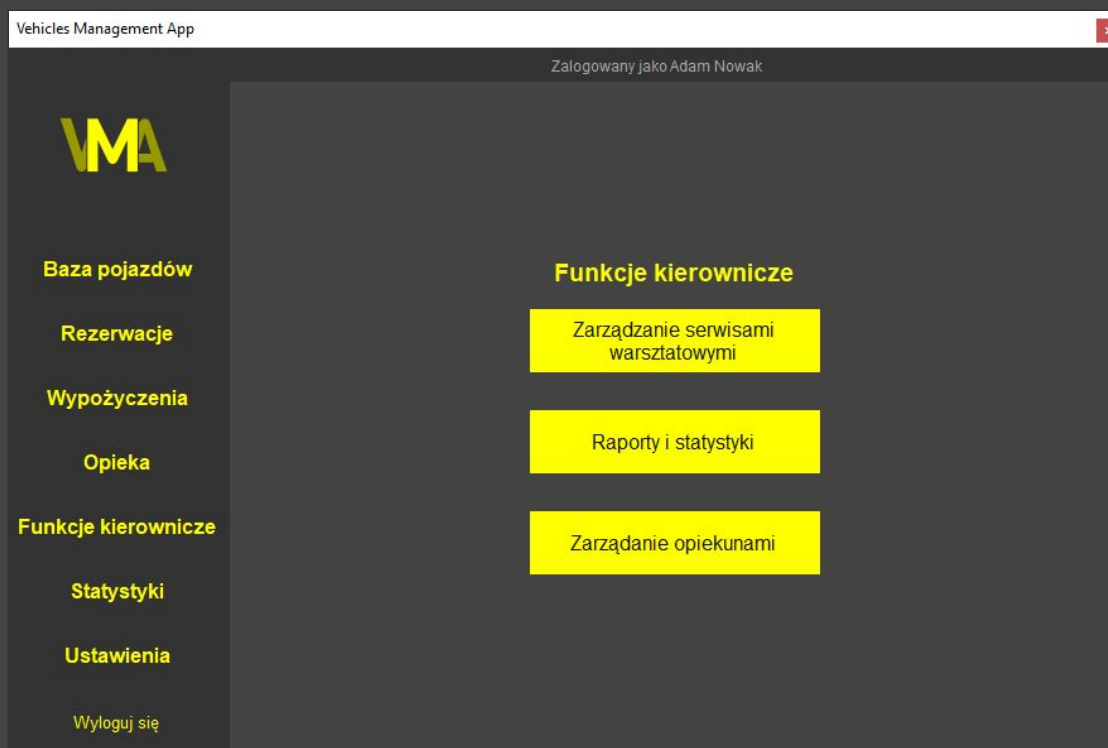 Vehicles Management App
Zalogowany jako Adam Nowak
VMA
Baza pojazdów
Rezerwacje
Wypożyczenia
Opieka
Funkcje kierownicze
Statystyki
Ustawienia
Wyloguj się
Funkcje kierownicze
Zarządzanie serwisami
warsztatowymi
Raporty i statystyki
Zarządanie opiekunami